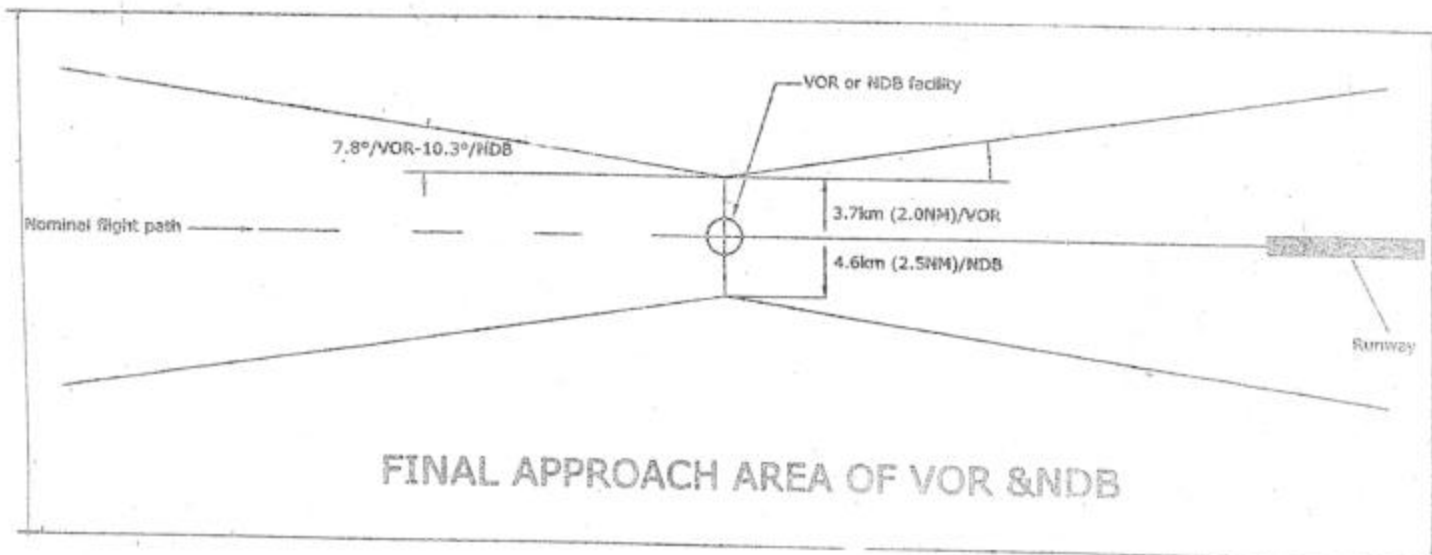 VOR or NDB facility
7.8°/VOR-10.3°/NDB
3.7km (2.0NM)/VOR
Nominal flight path
4.6km (2.5NM)/NDB
Runway
FINAL APPROACH AREA OF VOR &NDB